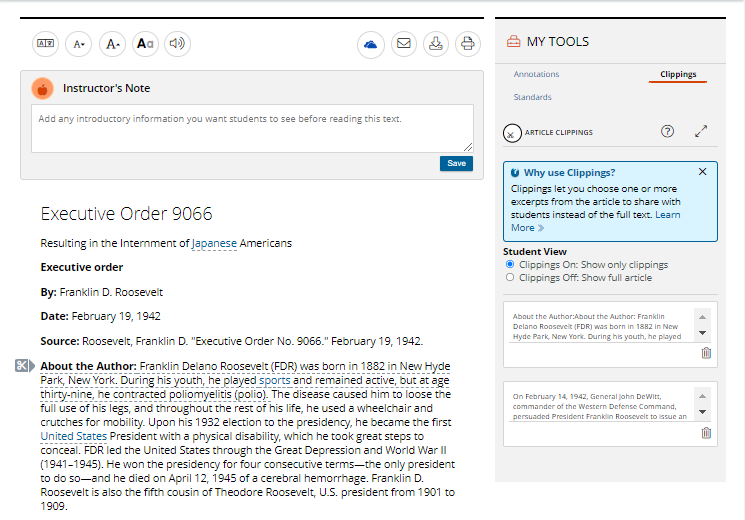 A
A
Aa
MY TOOLS
Annotations
Clippings
Standards
ARTICLE CLIPPINGS
Instructor's Note
Add any introductory information you want students to see before reading this text.
Save
Why use Clippings?
Clippings let you choose one or more
excerpts from the article to share with
students instead of the full text. Learn
More »
Student View
Clippings On: Show only clippings
Clippings Off: Show full article
About the Author:About the Author: Franklin
Delano Roosevelt (FDR) was born in 1882 in New
Hyde Park, New York. During his youth, he played
On February 14, 1942, General John DeWitt,
commander of the Western Defense Command,
persuaded President Franklin Roosevelt to issue an
Executive Order 9066
Resulting in the Internment of Japanese Americans
Executive order
By: Franklin D. Roosevelt
Date: February 19, 1942
Source: Roosevelt, Franklin D. "Executive Order No. 9066." February 19, 1942.
About the Author: Franklin Delano Roosevelt (FDR) was born in 1882 in New Hyde
Park, New York. During his youth, he played sports and remained active, but at age
thirty-nine, he contracted poliomyelitis (polio). The disease caused him to loose the
full use of his legs, and throughout the rest of his life, he used a wheelchair and
crutches for mobility. Upon his 1932 election to the presidency, he became the first
United States President with a physical disability, which he took great steps to
conceal. FDR led the United States through the Great Depression and World War II
(1941–1945). He won the presidency for four consecutive terms—the only president
to do so—and he died on April 12, 1945 of a cerebral hemorrhage. Franklin D.
Roosevelt is also the fifth cousin of Theodore Roosevelt, U.S. president from 1901 to
1909.